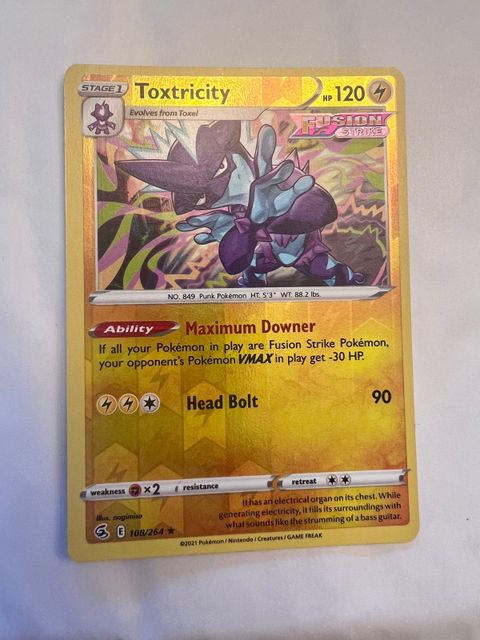 STAGE 1
Toxtricity
HP 120
Evolves from Toxel
FUSION
STRIKE
NO. 849 Punk Pokémon HT: 5'3" WT: 88.2 lbs.
Ability Maximum Downer
If all your Pokémon in play are Fusion Strike Pokémon,
your opponent's Pokémon VMAX in play get -30 HP.
Head Bolt 90
weakness ×2 resistance retreat
It has an electrical organ on its chest. While
generating electricity, it fills its surroundings with
what sounds like the strumming of a bass guitar.
Illus. nagimiso
E 108/264 ★
©2021 Pokémon / Nintendo / Creatures / GAME FREAK